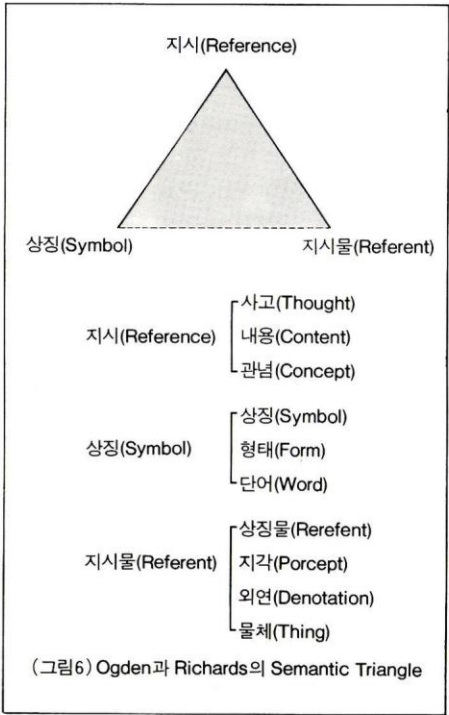 지시(Reference)
상징(Symbol) 지시물(Referent)
사고(Thought)
지시(Reference) 내용(Content)
관념(Concept)
상징(Symbol)
상징(Symbol) 형태(Form)
단어(Word)
상징물(Rerefent)
지시물(Referent) 지각(Porcept)
외연(Denotation)
물체(Thing)
(그림6) Ogden과 Richards의 Semantic Triangle